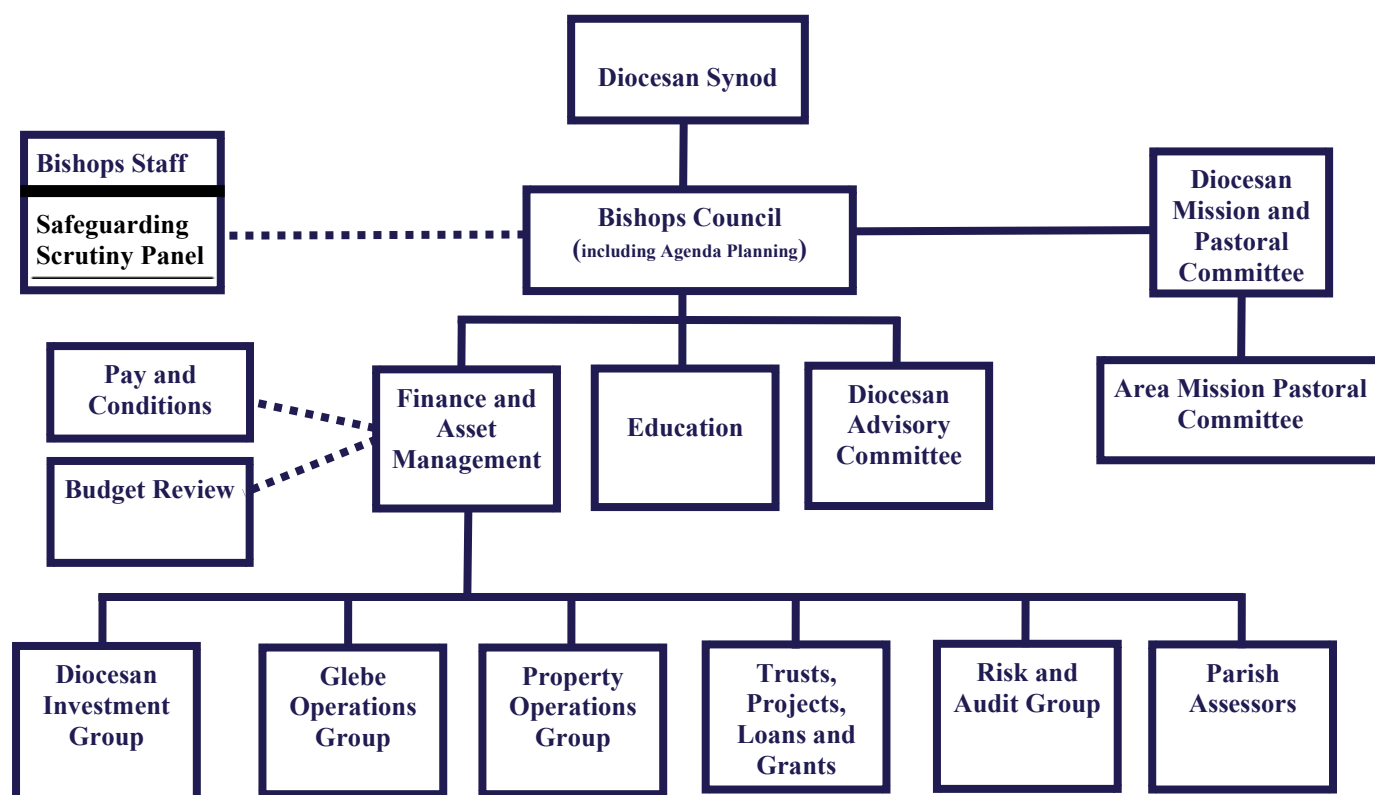 Diocesan Synod
Bishops Staff
Safeguarding
Scrutiny Panel
Bishops Council
(including Agenda Planning)
Diocesan
Mission and
Pastoral
Committee
Pay and
Conditions
Budget Review
Finance and
Asset
Management
Education
Diocesan
Advisory
Committee
Area Mission Pastoral
Committee
Diocesan
Investment
Group
Glebe
Operations
Group
Property
Operations
Group
Trusts,
Projects,
Loans and
Grants
Risk and
Audit Group
Parish
Assessors